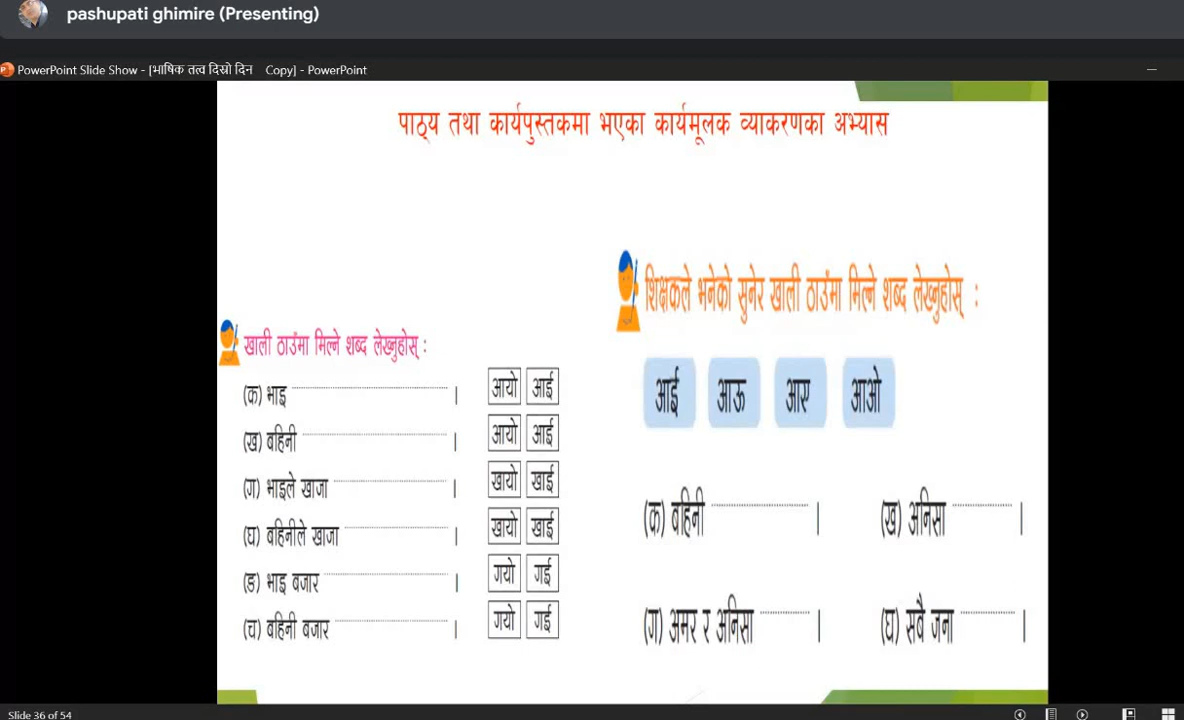 pashupati ghimire (Presenting)
PowerPoint Slide Show - [भाषिक तत्व दिस्रो दिन Copy] - PowerPoint
पाठ्य तथा कार्यपुस्तकमा भएका कार्यमूलक व्याकरणका अभ्यास
खाली ठाउँमा मिल्ने शब्द लेख्नुहोस् :
(क) भाइ ................ । आयो आई
(ख) बहिनी ................ । आयो आई
(ग) भाइले खाजा ................ । खायो खाई
(घ) बहिनीले खाजा ................ । खायो खाई
(ङ) भाइ बजार ................ । गयो गई
(च) बहिनी बजार ................ । गयो गई
शिक्षकले भनेको सुनेर खाली ठाउँमा मिल्ने शब्द लेख्नुहोस् :
आई आऊ आए आओ
(क) बहिनी ................ । (ख) अनिसा ................ ।
(ग) अमर र अनिसा ................ । (घ) सबै जना ................ ।
Slide 36 of 54